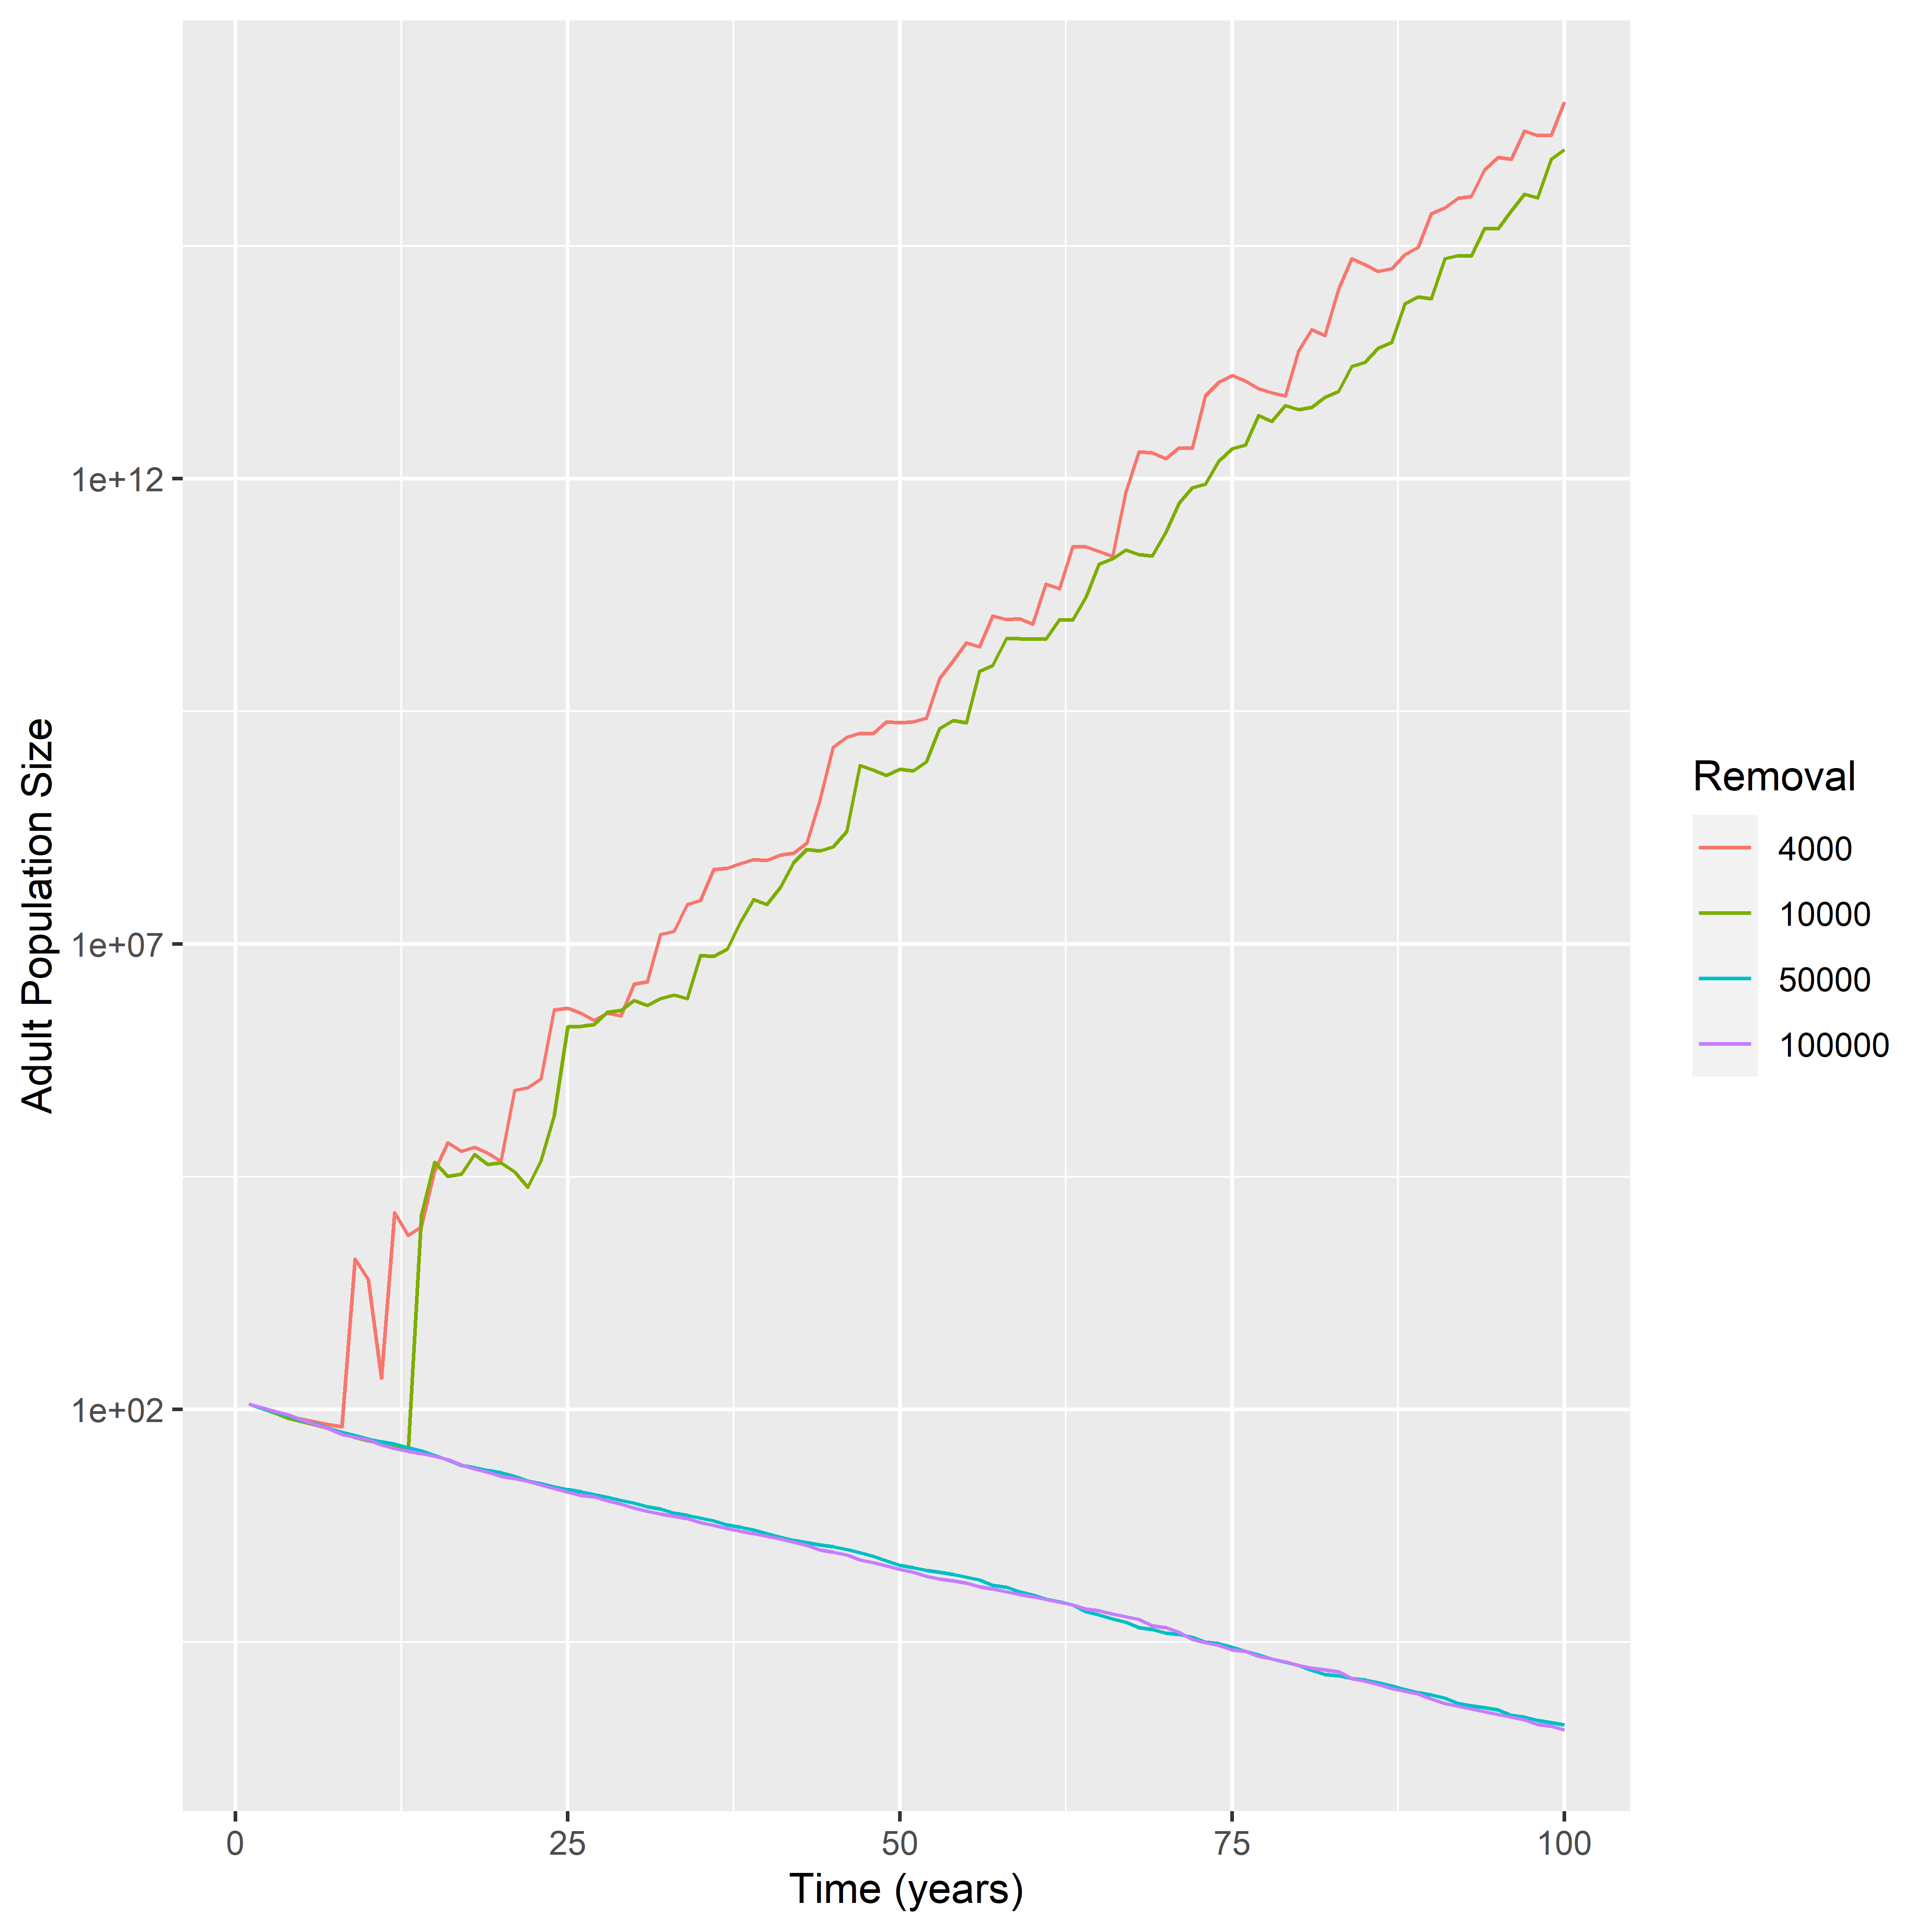 Adult Population Size
1e+12
1e+07
1e+02
0
25
50
75
100
Time (years)
Removal
4000
10000
50000
100000